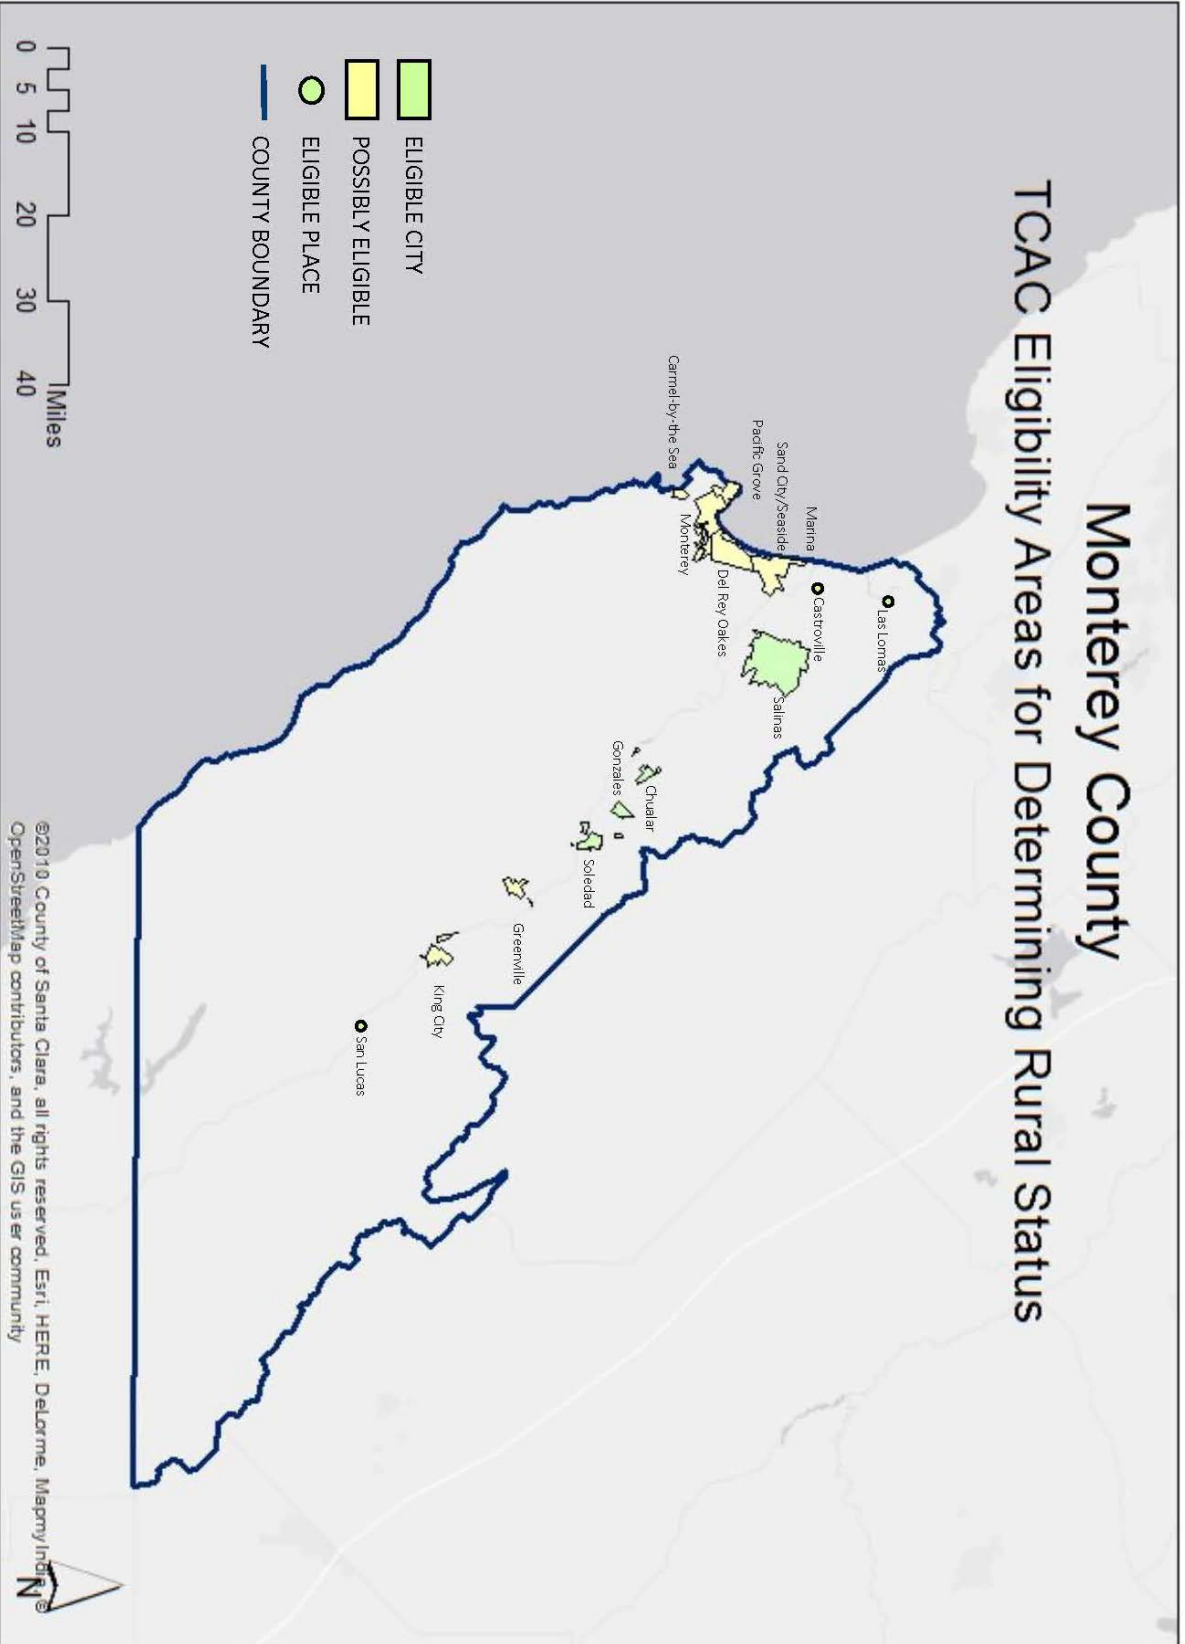 Monterey County
TCAC Eligibility Areas for Determining Rural Status
Las Lomas
Castroville
Marina
Sand City/Seaside
Pacific Grove
Salinas
Del Rey Oakes
Monterey
Carmel-by-the Sea
Chualar
Gonzales
Soledad
Greenville
King City
San Lucas
ELIGIBLE CITY
POSSIBLY ELIGIBLE
ELIGIBLE PLACE
COUNTY BOUNDARY
Miles
0 5 10 20 30 40
©2010 County of Santa Clara, all rights reserved, Esri, HERE, DeLorme, MapmyIndia, ©
OpenStreetMap contributors, and the GIS user community
N